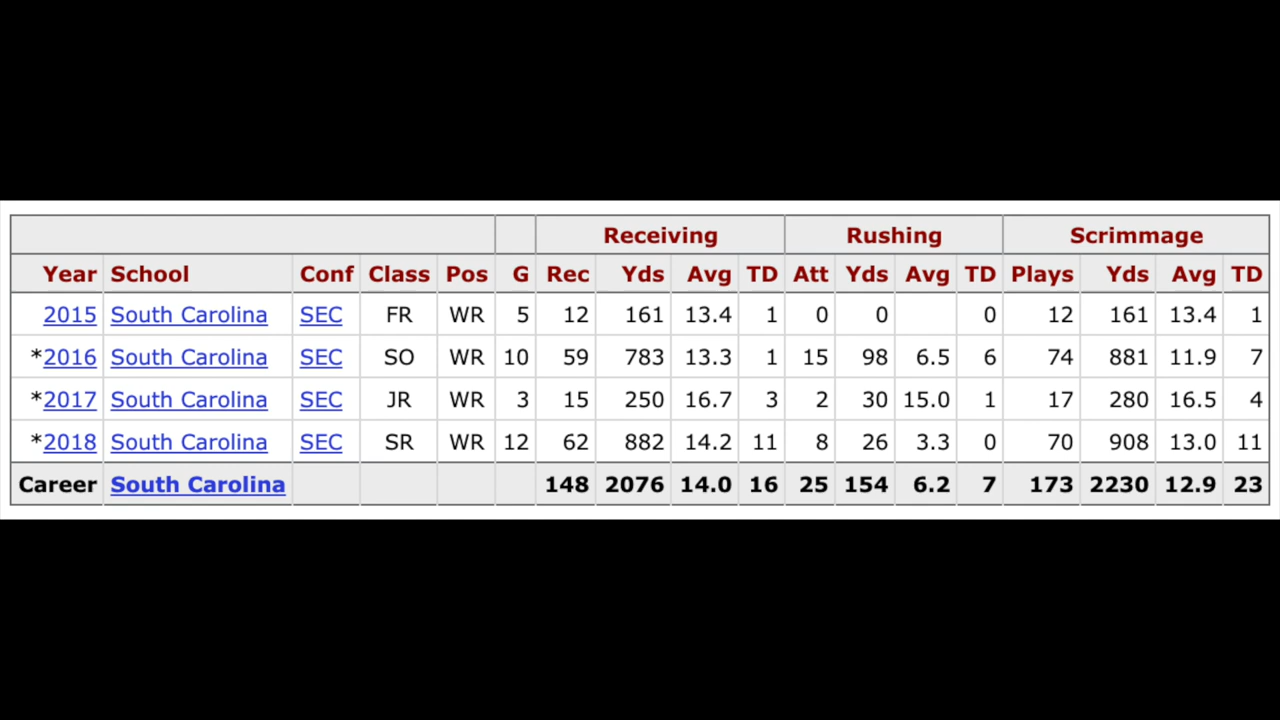 Receiving Rushing Scrimmage
Year School Conf Class Pos G Rec Yds Avg TD Att Yds Avg TD Plays Yds Avg TD
2015 South Carolina SEC FR WR 5 12 161 13.4 1 0 0 0 12 161 13.4 1
*2016 South Carolina SEC SO WR 10 59 783 13.3 1 15 98 6.5 6 74 881 11.9 7
*2017 South Carolina SEC JR WR 3 15 250 16.7 3 2 30 15.0 1 17 280 16.5 4
*2018 South Carolina SEC SR WR 12 62 882 14.2 11 8 26 3.3 0 70 908 13.0 11
Career South Carolina 148 2076 14.0 16 25 154 6.2 7 173 2230 12.9 23